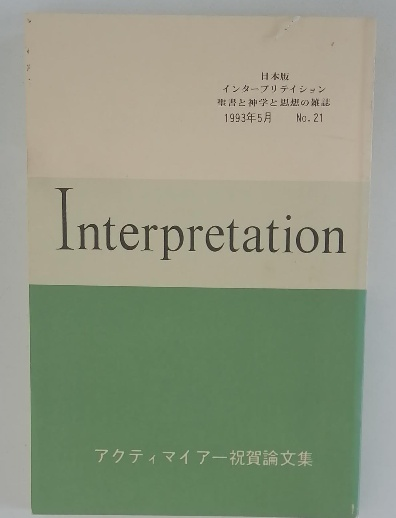 日本版
インタープリテイション
聖書と神学と思想の雑誌
1993年5月 No.21
Interpretation
アクティマイアー祝賀論文集